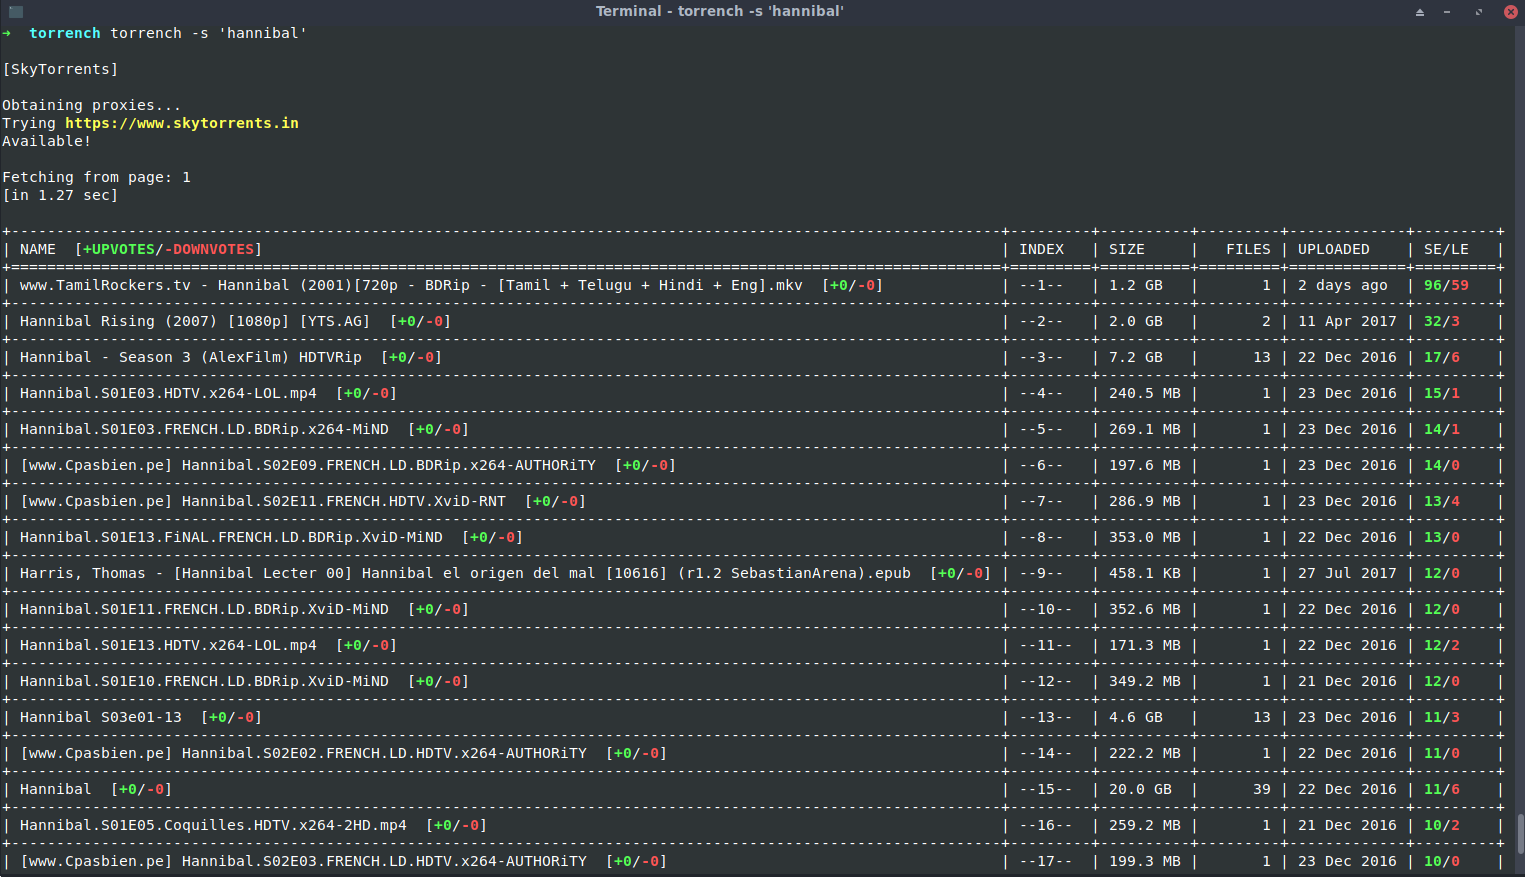 Terminal - torrench -s 'hannibal'
➜ torrench torrench -s 'hannibal'
[SkyTorrents]
Obtaining proxies...
Trying https://www.skytorrents.in
Available!
Fetching from page: 1
[in 1.27 sec]
| NAME [+UPVOTES/-DOWNVOTES] | INDEX | SIZE | FILES | UPLOADED | SE/LE |
| www.TamilRockers.tv - Hannibal (2001)[720p - BDRip - [Tamil + Telugu + Hindi + Eng].mkv [+0/-0] | --1-- | 1.2 GB | 1 | 2 days ago | 96/59 |
| Hannibal Rising (2007) [1080p] [YTS.AG] [+0/-0] | --2-- | 2.0 GB | 2 | 11 Apr 2017 | 32/3 |
| Hannibal - Season 3 (AlexFilm) HDTVRip [+0/-0] | --3-- | 7.2 GB | 13 | 22 Dec 2016 | 17/6 |
| Hannibal.S01E03.HDTV.x264-LOL.mp4 [+0/-0] | --4-- | 240.5 MB | 1 | 23 Dec 2016 | 15/1 |
| Hannibal.S01E03.FRENCH.LD.BDRip.x264-MiND [+0/-0] | --5-- | 269.1 MB | 1 | 23 Dec 2016 | 14/1 |
| [www.Cpasbien.pe] Hannibal.S02E09.FRENCH.LD.BDRip.x264-AUTHORiTY [+0/-0] | --6-- | 197.6 MB | 1 | 23 Dec 2016 | 14/0 |
| [www.Cpasbien.pe] Hannibal.S02E11.FRENCH.HDTV.XviD-RNT [+0/-0] | --7-- | 286.9 MB | 1 | 23 Dec 2016 | 13/4 |
| Hannibal.S01E13.FiNAL.FRENCH.LD.BDRip.XviD-MiND [+0/-0] | --8-- | 353.0 MB | 1 | 22 Dec 2016 | 13/0 |
| Harris, Thomas - [Hannibal Lecter 00] Hannibal el origen del mal [10616] (r1.2 SebastianArena).epub [+0/-0] | --9-- | 458.1 KB | 1 | 27 Jul 2017 | 12/0 |
| Hannibal.S01E11.FRENCH.LD.BDRip.XviD-MiND [+0/-0] | --10-- | 352.6 MB | 1 | 22 Dec 2016 | 12/0 |
| Hannibal.S01E13.HDTV.x264-LOL.mp4 [+0/-0] | --11-- | 171.3 MB | 1 | 22 Dec 2016 | 12/2 |
| Hannibal.S01E10.FRENCH.LD.BDRip.XviD-MiND [+0/-0] | --12-- | 349.2 MB | 1 | 21 Dec 2016 | 12/0 |
| Hannibal S03e01-13 [+0/-0] | --13-- | 4.6 GB | 13 | 23 Dec 2016 | 11/3 |
| [www.Cpasbien.pe] Hannibal.S02E02.FRENCH.LD.HDTV.x264-AUTHORiTY [+0/-0] | --14-- | 222.2 MB | 1 | 22 Dec 2016 | 11/0 |
| Hannibal [+0/-0] | --15-- | 20.0 GB | 39 | 22 Dec 2016 | 11/6 |
| Hannibal.S01E05.Coquilles.HDTV.x264-2HD.mp4 [+0/-0] | --16-- | 259.2 MB | 1 | 21 Dec 2016 | 10/2 |
| [www.Cpasbien.pe] Hannibal.S02E03.FRENCH.LD.HDTV.x264-AUTHORiTY [+0/-0] | --17-- | 199.3 MB | 1 | 23 Dec 2016 | 10/0 |